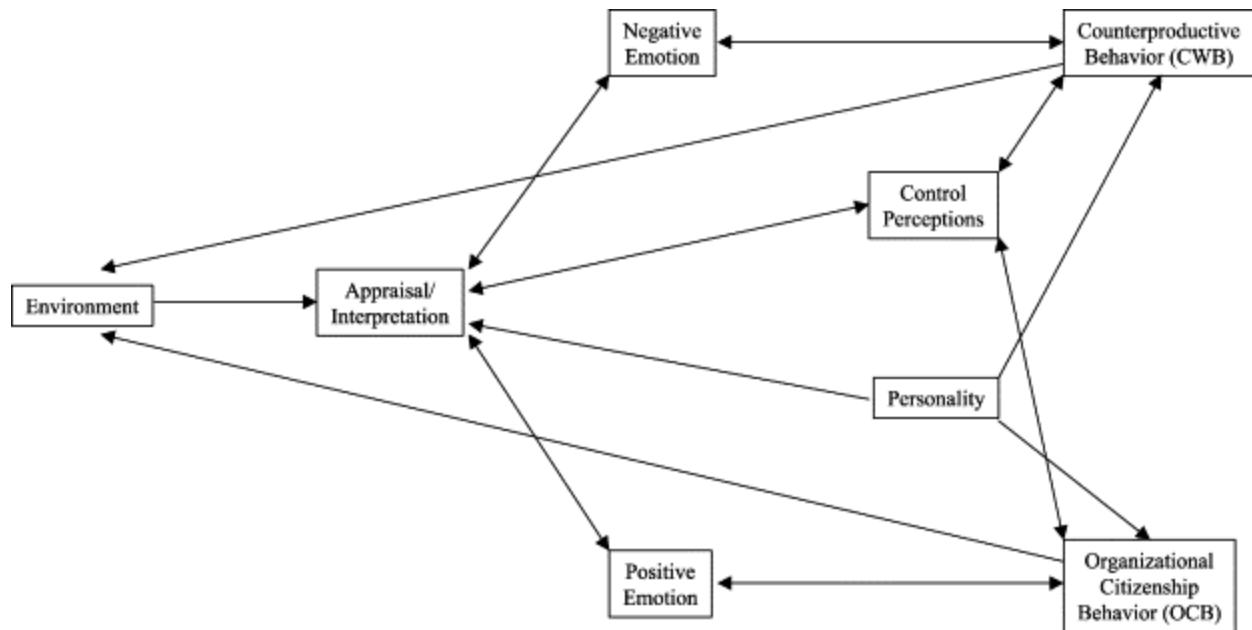 Negative
Emotion
Counterproductive
Behavior (CWB)
Control
Perceptions
Environment
Appraisal/
Interpretation
Personality
Positive
Emotion
Organizational
Citizenship
Behavior (OCB)